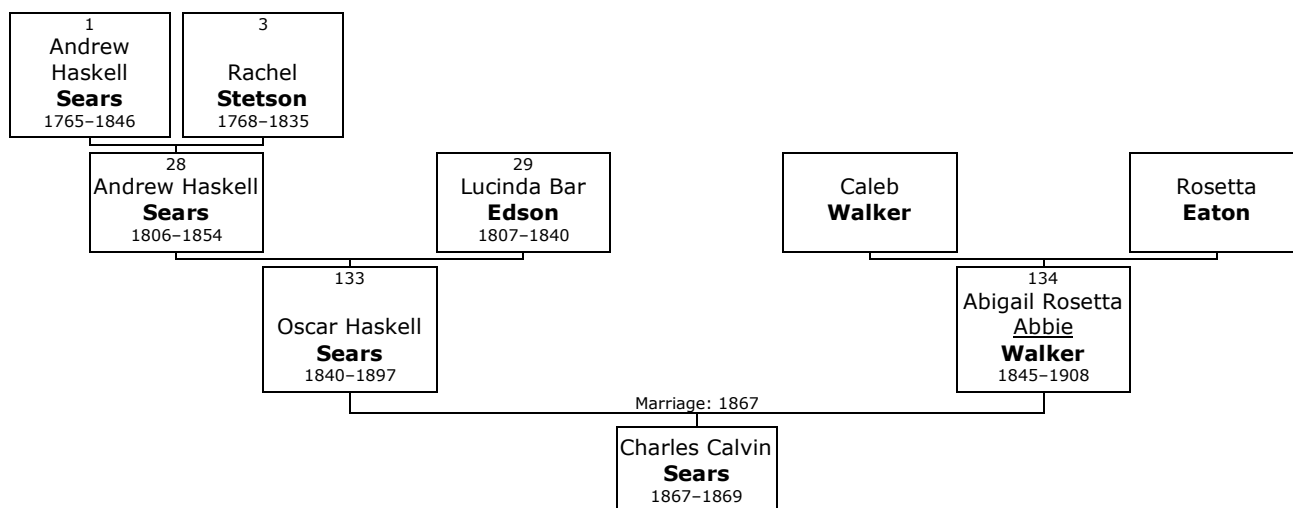 1
Andrew
Haskell
Sears
1765–1846
3
Rachel
Stetson
1768–1835
28
Andrew Haskell
Sears
1806–1854
29
Lucinda Bar
Edson
1807–1840
Caleb
Walker
Rosetta
Eaton
133
Oscar Haskell
Sears
1840–1897
134
Abigail Rosetta
Abbie
Walker
1845–1908
Marriage: 1867
Charles Calvin
Sears
1867–1869